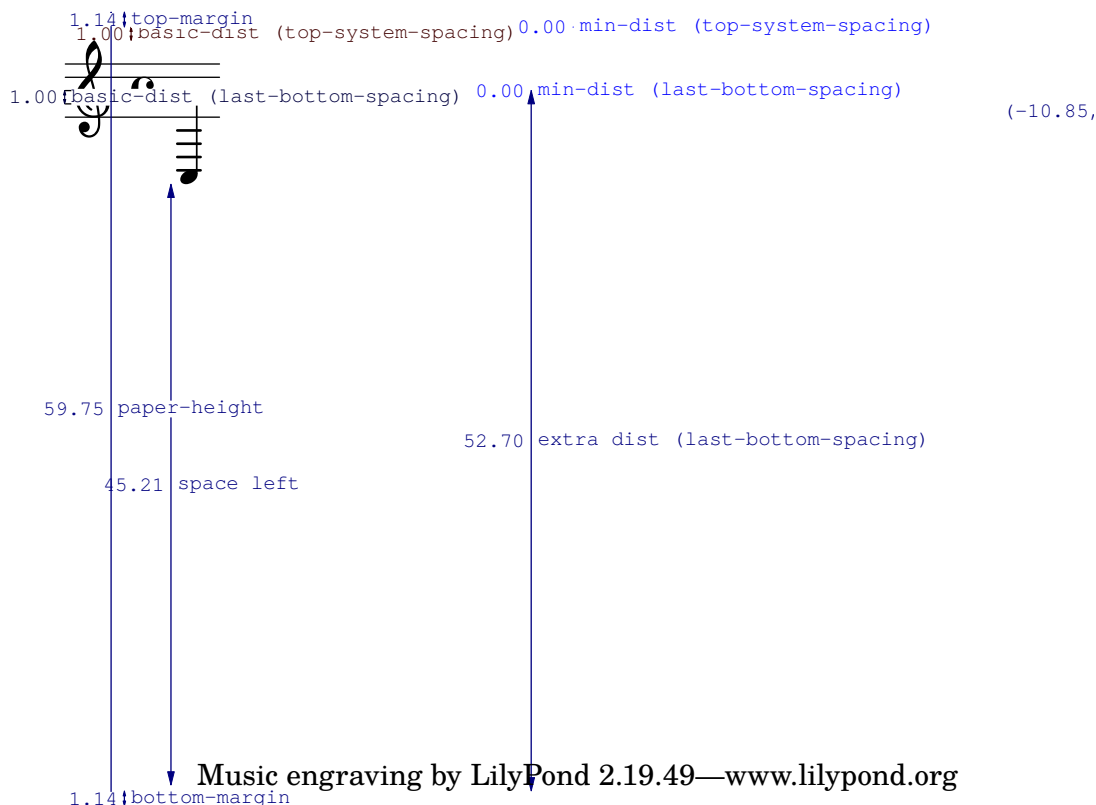 1.14 top-margin
1.00 basic-dist (top-system-spacing) 0.00 min-dist (top-system-spacing)
1.00 basic-dist (last-bottom-spacing) 0.00 min-dist (last-bottom-spacing)
(-10.85,
59.75 paper-height
52.70 extra dist (last-bottom-spacing)
45.21 space left
Music engraving by LilyPond 2.19.49—www.lilypond.org
1.14 bottom-margin